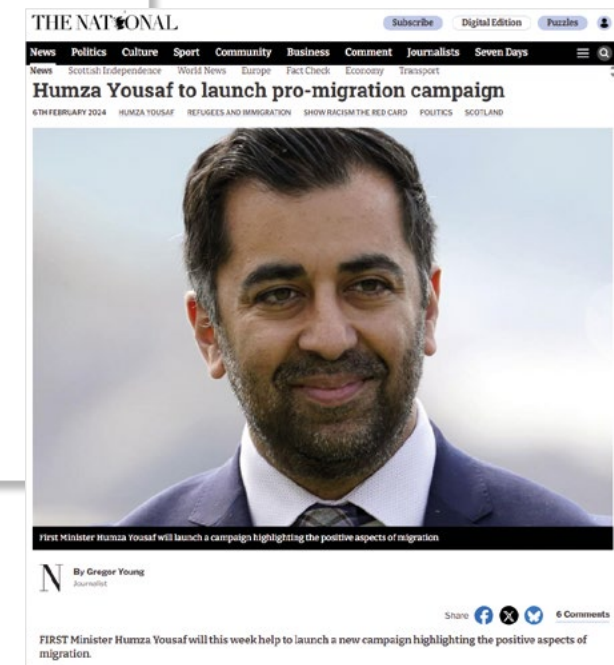 THE NATIONAL
Subscribe Digital Edition Puzzles
News Politics Culture Sport Community Business Comment Journalists Seven Days
News Scottish Independence World News Europe Fact Check Economy Transport
Humza Yousaf to launch pro-migration campaign
6TH FEBRUARY 2024 HUMZA YOUSAF REFUGEES AND IMMIGRATION SHOW RACISM THE RED CARD POLITICS SCOTLAND
First Minister Humza Yousaf will launch a campaign highlighting the positive aspects of migration
N
By Gregor Young
Journalist
Share 6 Comments
FIRST Minister Humza Yousaf will this week help to launch a new campaign highlighting the positive aspects of
migration.